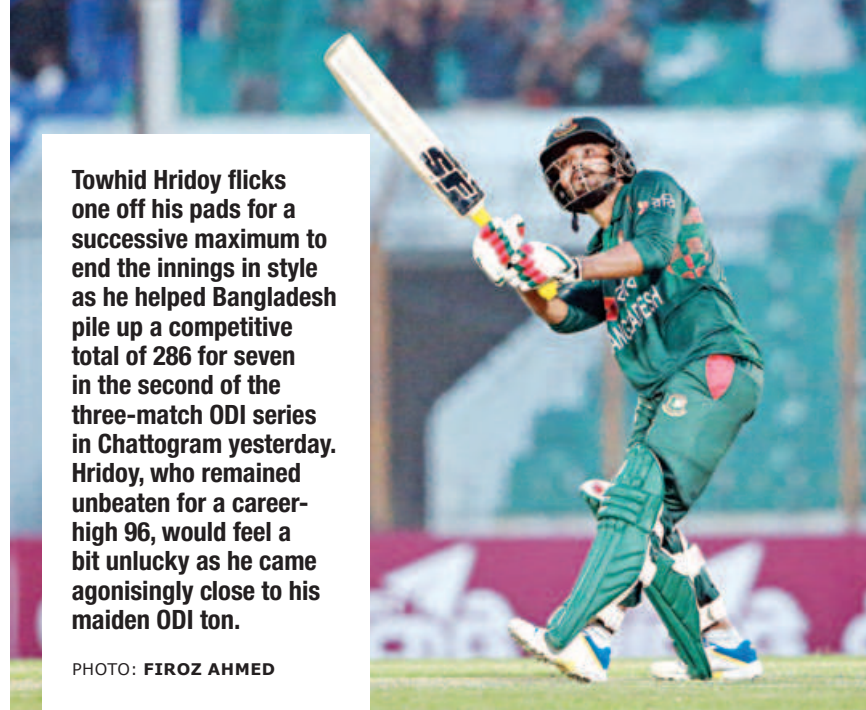 Towhid Hridoy flicks
one off his pads for a
successive maximum to
end the innings in style
as he helped Bangladesh
pile up a competitive
total of 286 for seven
in the second of the
three-match ODI series
in Chattogram yesterday.
Hridoy, who remained
unbeaten for a career-
high 96, would feel a
bit unlucky as he came
agonisingly close to his
maiden ODI ton.
PHOTO: FIROZ AHMED
SF